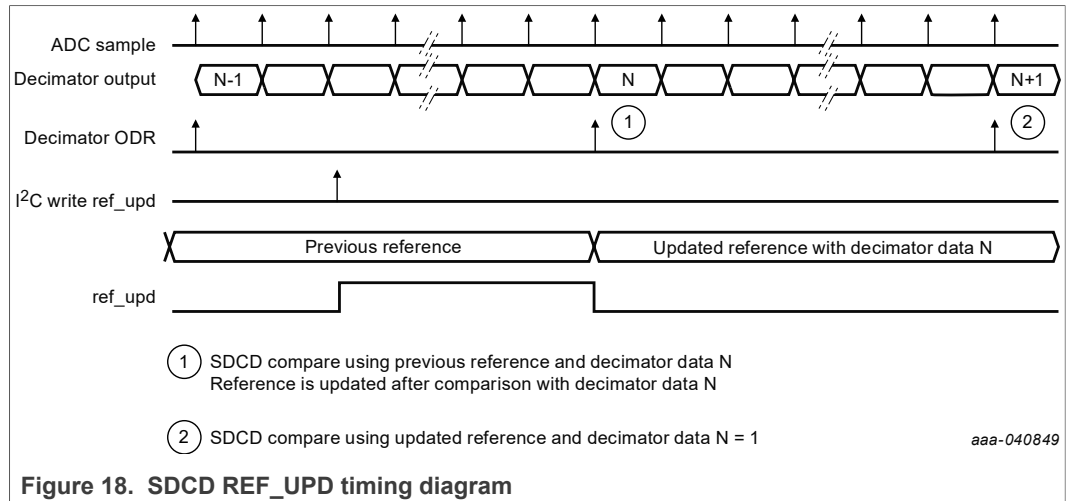 ADC sample
Decimator output
N-1
N
N+1
1
2
Decimator ODR
I2C write ref_upd
Previous reference
Updated reference with decimator data N
ref_upd
1 SDCD compare using previous reference and decimator data N
Reference is updated after comparison with decimator data N
2 SDCD compare using updated reference and decimator data N = 1
aaa-040849
Figure 18. SDCD REF_UPD timing diagram